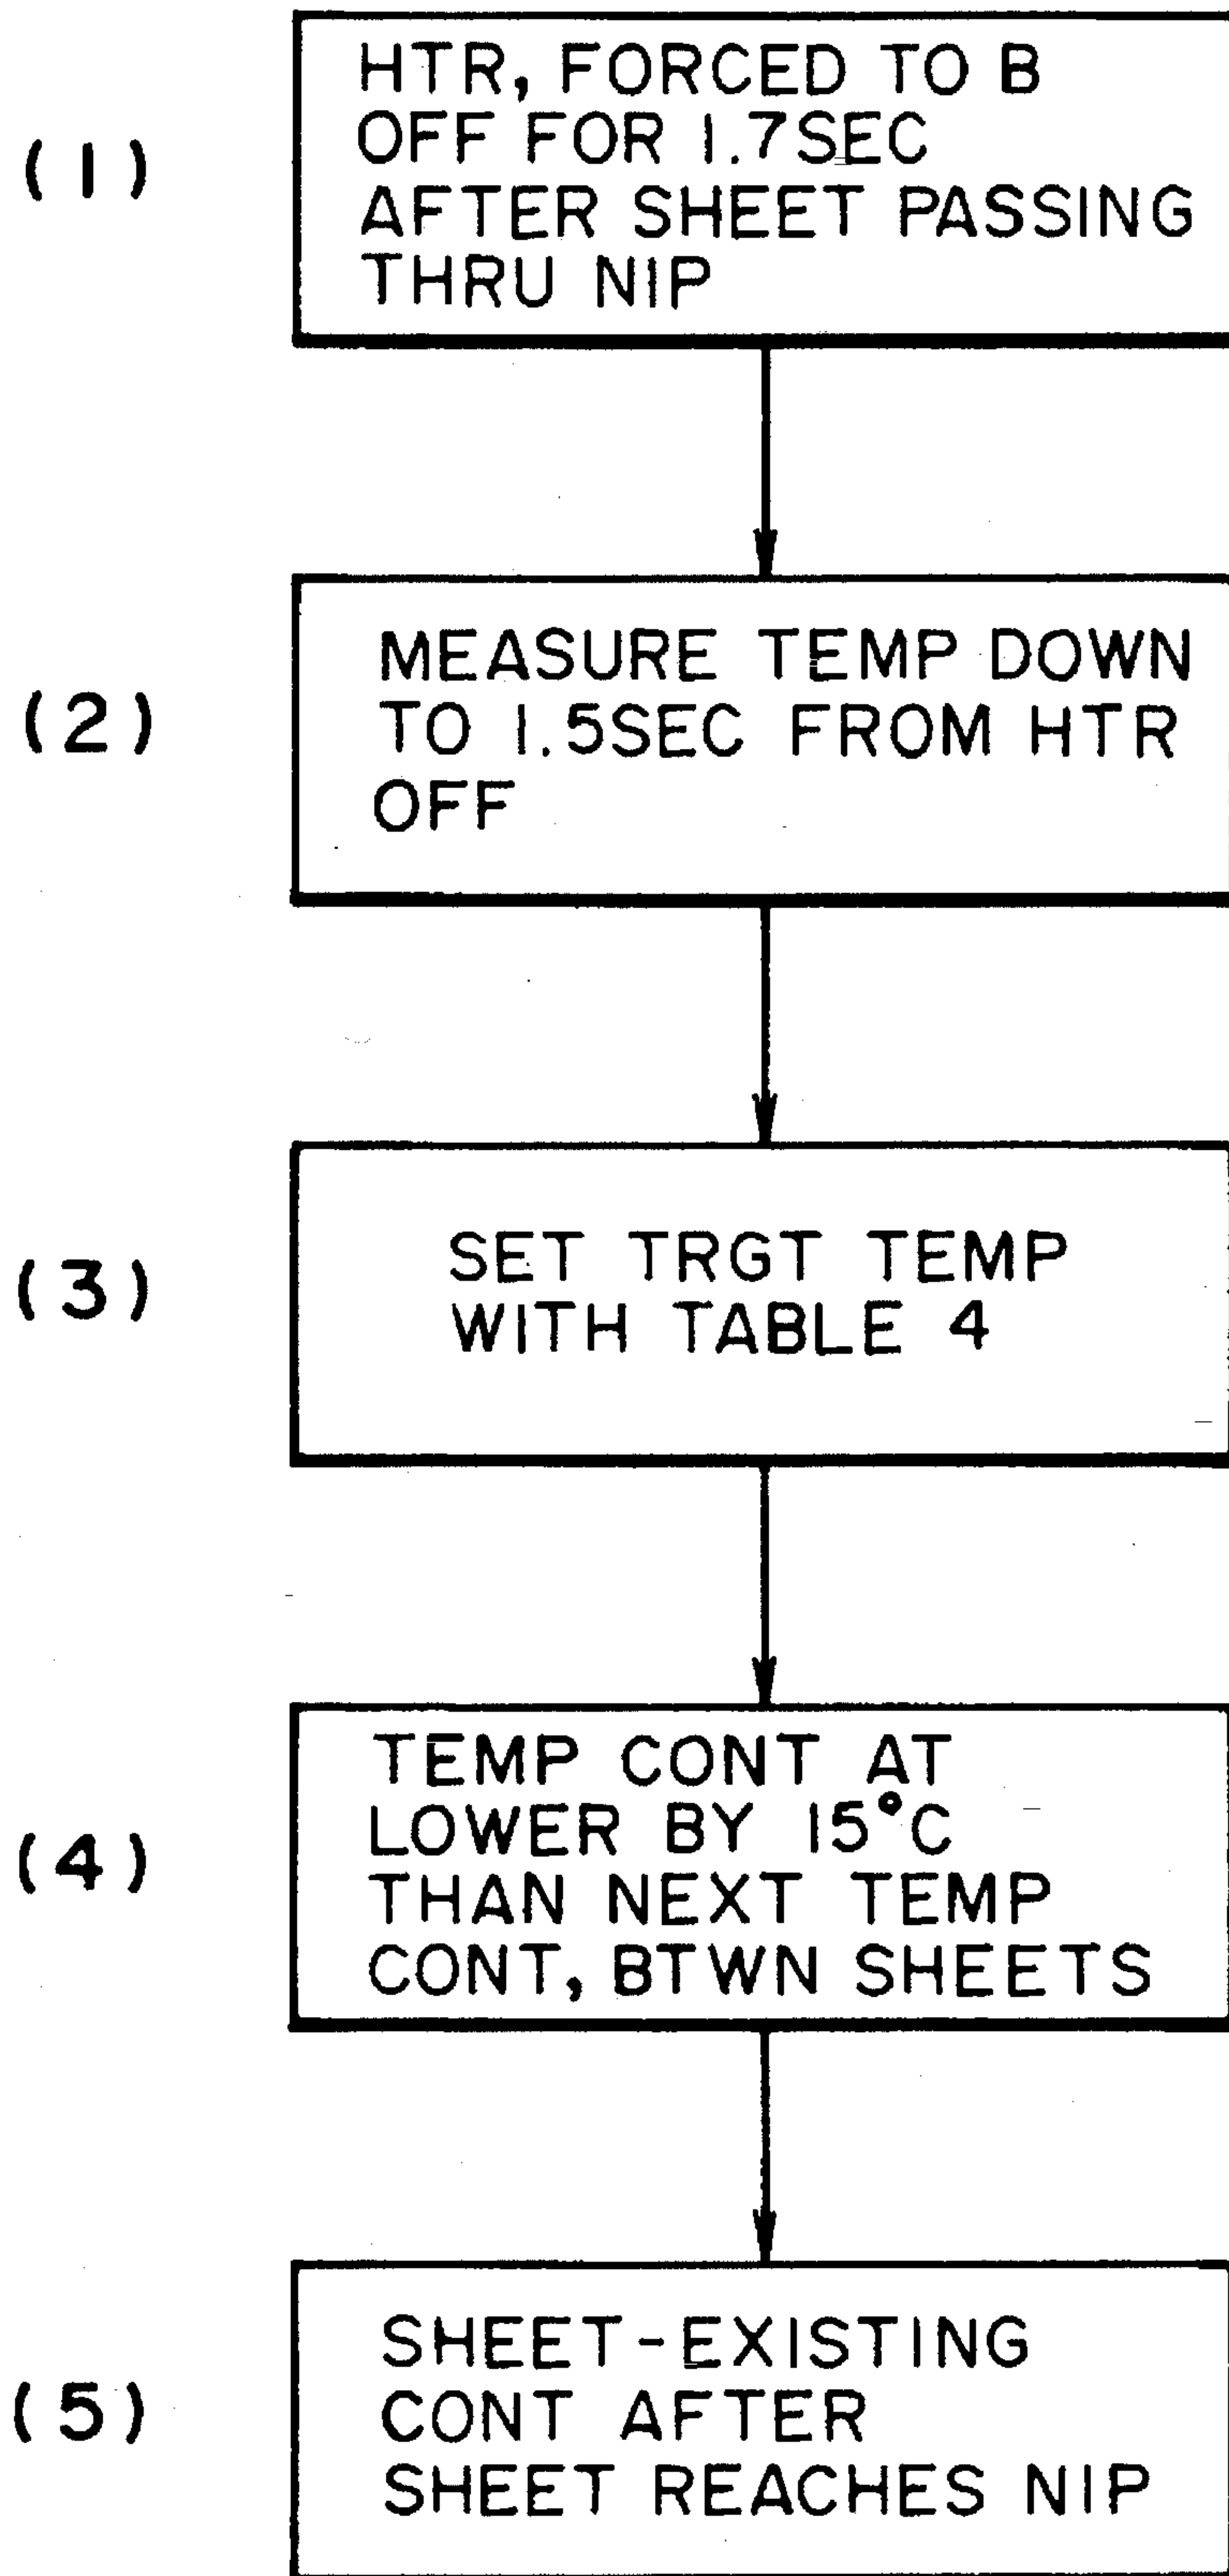 (1)
HTR, FORCED TO B
OFF FOR 1.7SEC
AFTER SHEET PASSING
THRU NIP
(2)
MEASURE TEMP DOWN
TO 1.5SEC FROM HTR
OFF
(3)
SET TRGT TEMP
WITH TABLE 4
(4)
TEMP CONT AT
LOWER BY 15°C
THAN NEXT TEMP
CONT, BTWN SHEETS
(5)
SHEET-EXISTING
CONT AFTER
SHEET REACHES NIP